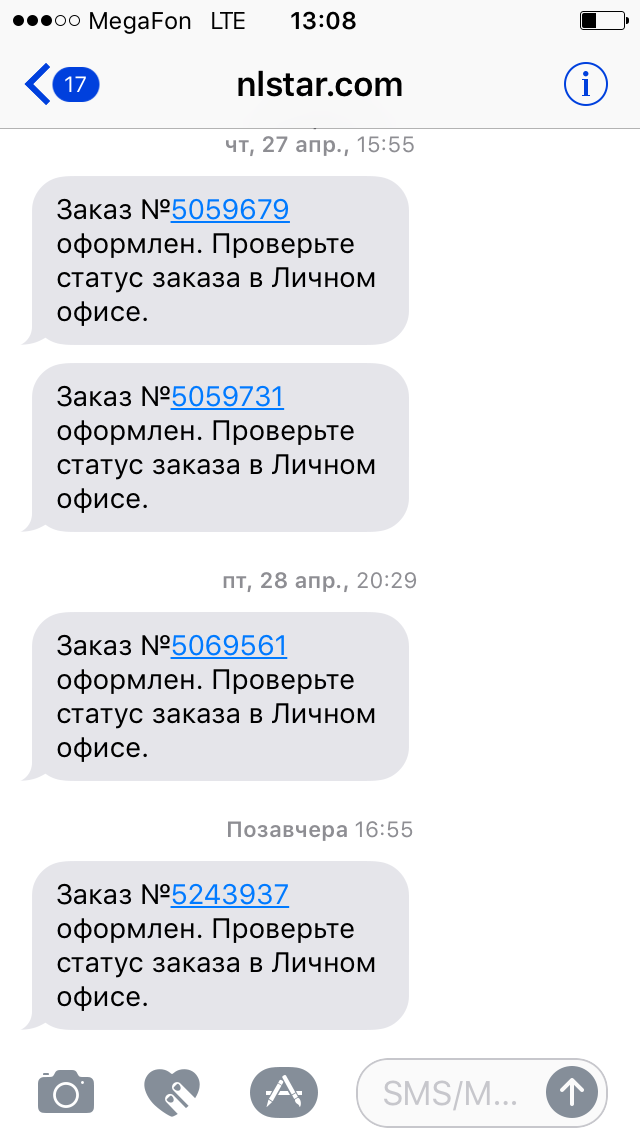 MegaFon LTE 13:08
17 nlstar.com
чт, 27 апр., 15:55
Заказ №5059679
оформлен. Проверьте
статус заказа в Личном
офисе.
Заказ №5059731
оформлен. Проверьте
статус заказа в Личном
офисе.
пт, 28 апр., 20:29
Заказ №5069561
оформлен. Проверьте
статус заказа в Личном
офисе.
Позавчера 16:55
Заказ №5243937
оформлен. Проверьте
статус заказа в Личном
офисе.
SMS/M...